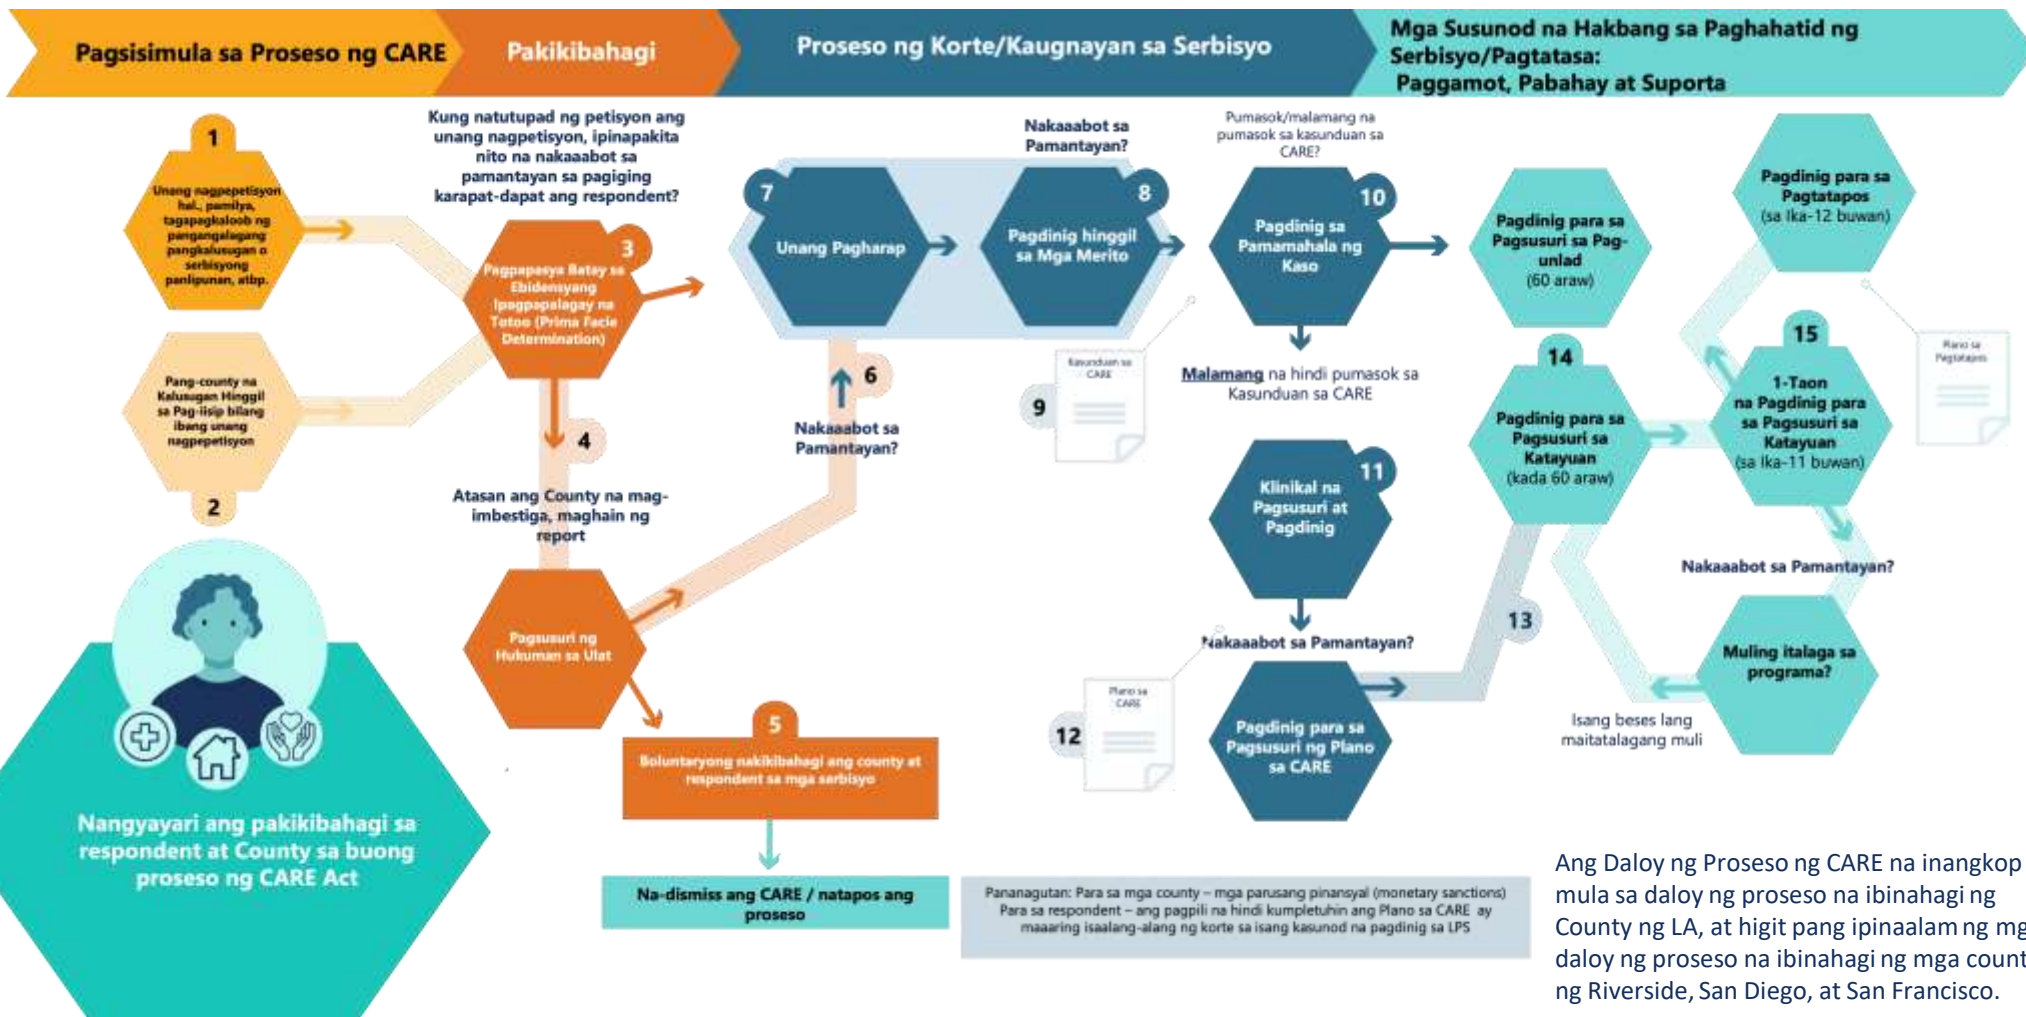 Pagsisimula sa Proseso ng CARE
Pakikibahagi
Proseso ng Korte/Kaugnayan sa Serbisyo
Mga Susunod na Hakbang sa Paghahatid ng
Serbisyo/Pagtatasa:
Paggamot, Pabahay at Suporta
1
Unang nagpepetisyon
hal., pamilya,
tagapagkaloob ng
pangangalagang
pangkalusugan o
serbisyong
panlipunan, atbp.
Pang-county na
Kalusugan Hinggil
sa Pag-iisip bilang
ibang unang
nagpepetisyon
2
Kung natutupad ng petisyon ang
unang nagpetisyon, ipinapakita
nito na nakaaabot sa
pamantayan sa pagiging
karapat-dapat ang respondent?
3
Pagpapasya Batay sa
Ebidensyang
Ipagpapalagay na
Totoo (Prima Facie
Determination)
4
Atasan ang County na mag-
imbestiga, maghain ng
report
Pagsusuri ng
Hukuman sa Ulat
5
Boluntaryong nakikibahagi ang county at
respondent sa mga serbisyo
Na-dismiss ang CARE / natapos ang
proseso
6
Nakaaabot sa
Pamantayan?
7
Unang Pagharap
Nakaaabot sa
Pamantayan?
8
Pagdinig hinggil
sa Mga Merito
9
Kasunduan sa
CARE
Pumasok/malamang na
pumasok sa kasunduan sa
CARE?
10
Pagdinig sa
Pamamahala ng
Kaso
Malamang na hindi pumasok sa
Kasunduan sa CARE
11
Klinikal na
Pagsusuri at
Pagdinig
Nakaaabot sa Pamantayan?
12
Plano sa
CARE
Pagdinig para sa
Pagsusuri ng Plano
sa CARE
13
Pagdinig para sa
Pagsusuri sa Pag-
unlad
(60 araw)
14
Pagdinig para sa
Pagsusuri sa
Katayuan
(kada 60 araw)
15
1-Taon
na Pagdinig para
sa Pagsusuri sa
Katayuan
(sa Ika-11 buwan)
Pagdinig para sa
Pagtatapos
(sa Ika-12 buwan)
Plano sa
Pagtatapos
Nakaaabot sa Pamantayan?
Muling italaga sa
programa?
Isang beses lang
maitatalagang muli
Nangyayari ang pakikibahagi sa
respondent at County sa buong
proseso ng CARE Act
Pananagutan: Para sa mga county – mga parusang pinansyal (monetary sanctions)
Para sa respondent – ang pagpili na hindi kumpletuhin ang Plano sa CARE ay
maaaring isaalang-alang ng korte sa isang kasunod na pagdinig sa LPS
Ang Daloy ng Proseso ng CARE na inangkop
mula sa daloy ng proseso na ibinahagi ng
County ng LA, at higit pang ipinaalam ng mg
daloy ng proseso na ibinahagi ng mga count
ng Riverside, San Diego, at San Francisco.